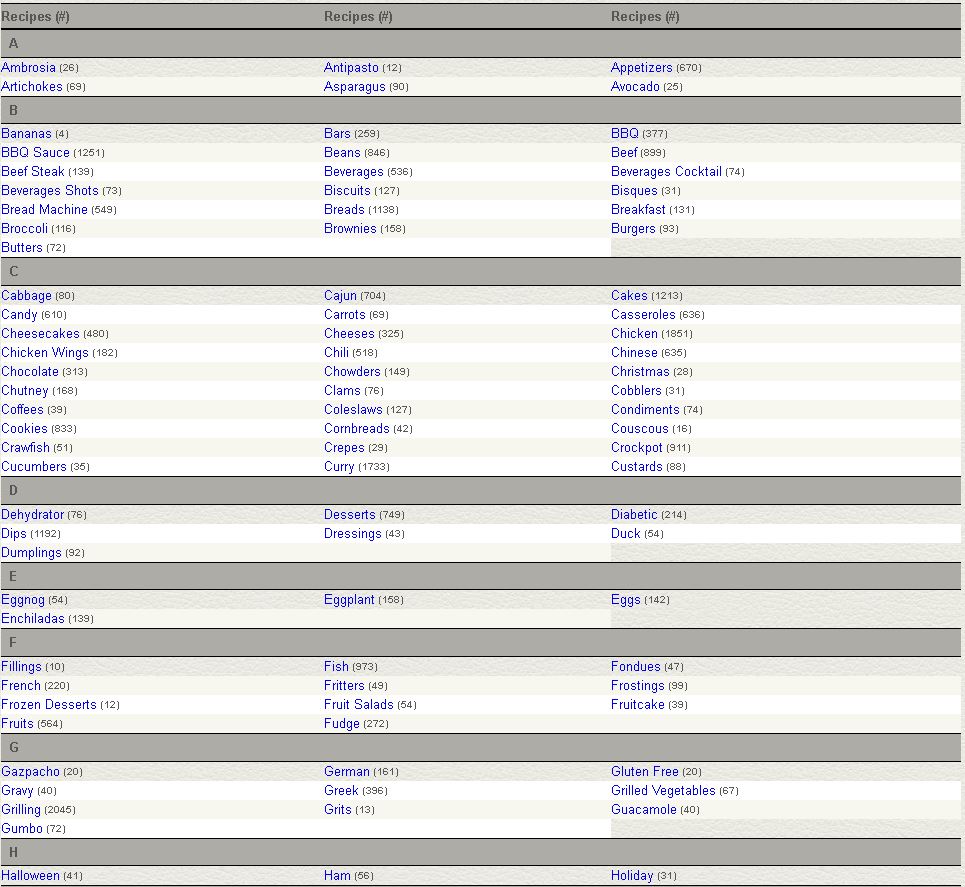 Recipes (#) Recipes (#) Recipes (#)
A
Ambrosia (26) Antipasto (12) Appetizers (670)
Artichokes (69) Asparagus (90) Avocado (25)
B
Bananas (4) Bars (259) BBQ (377)
BBQ Sauce (1251) Beans (846) Beef (899)
Beef Steak (139) Beverages (536) Beverages Cocktail (74)
Beverages Shots (73) Biscuits (127) Bisques (31)
Bread Machine (549) Breads (1138) Breakfast (131)
Broccoli (116) Brownies (158) Burgers (93)
Butters (72)
C
Cabbage (80) Cajun (704) Cakes (1213)
Candy (610) Carrots (69) Casseroles (636)
Cheesecakes (480) Cheeses (325) Chicken (1851)
Chicken Wings (182) Chili (518) Chinese (635)
Chocolate (313) Chowders (149) Christmas (28)
Chutney (168) Clams (76) Cobblers (31)
Coffees (39) Coleslaws (127) Condiments (74)
Cookies (833) Cornbreads (42) Couscous (16)
Crawfish (51) Crepes (29) Crockpot (911)
Cucumbers (35) Curry (1733) Custards (88)
D
Dehydrator (76) Desserts (749) Diabetic (214)
Dips (1192) Dressings (43) Duck (54)
Dumplings (92)
E
Eggnog (54) Eggplant (158) Eggs (142)
Enchiladas (139)
F
Fillings (10) Fish (973) Fondues (47)
French (220) Fritters (49) Frostings (99)
Frozen Desserts (12) Fruit Salads (54) Fruitcake (39)
Fruits (564) Fudge (272)
G
Gazpacho (20) German (161) Gluten Free (20)
Gravy (40) Greek (396) Grilled Vegetables (67)
Grilling (2045) Grits (13) Guacamole (40)
Gumbo (72)
H
Halloween (41) Ham (56) Holiday (31)